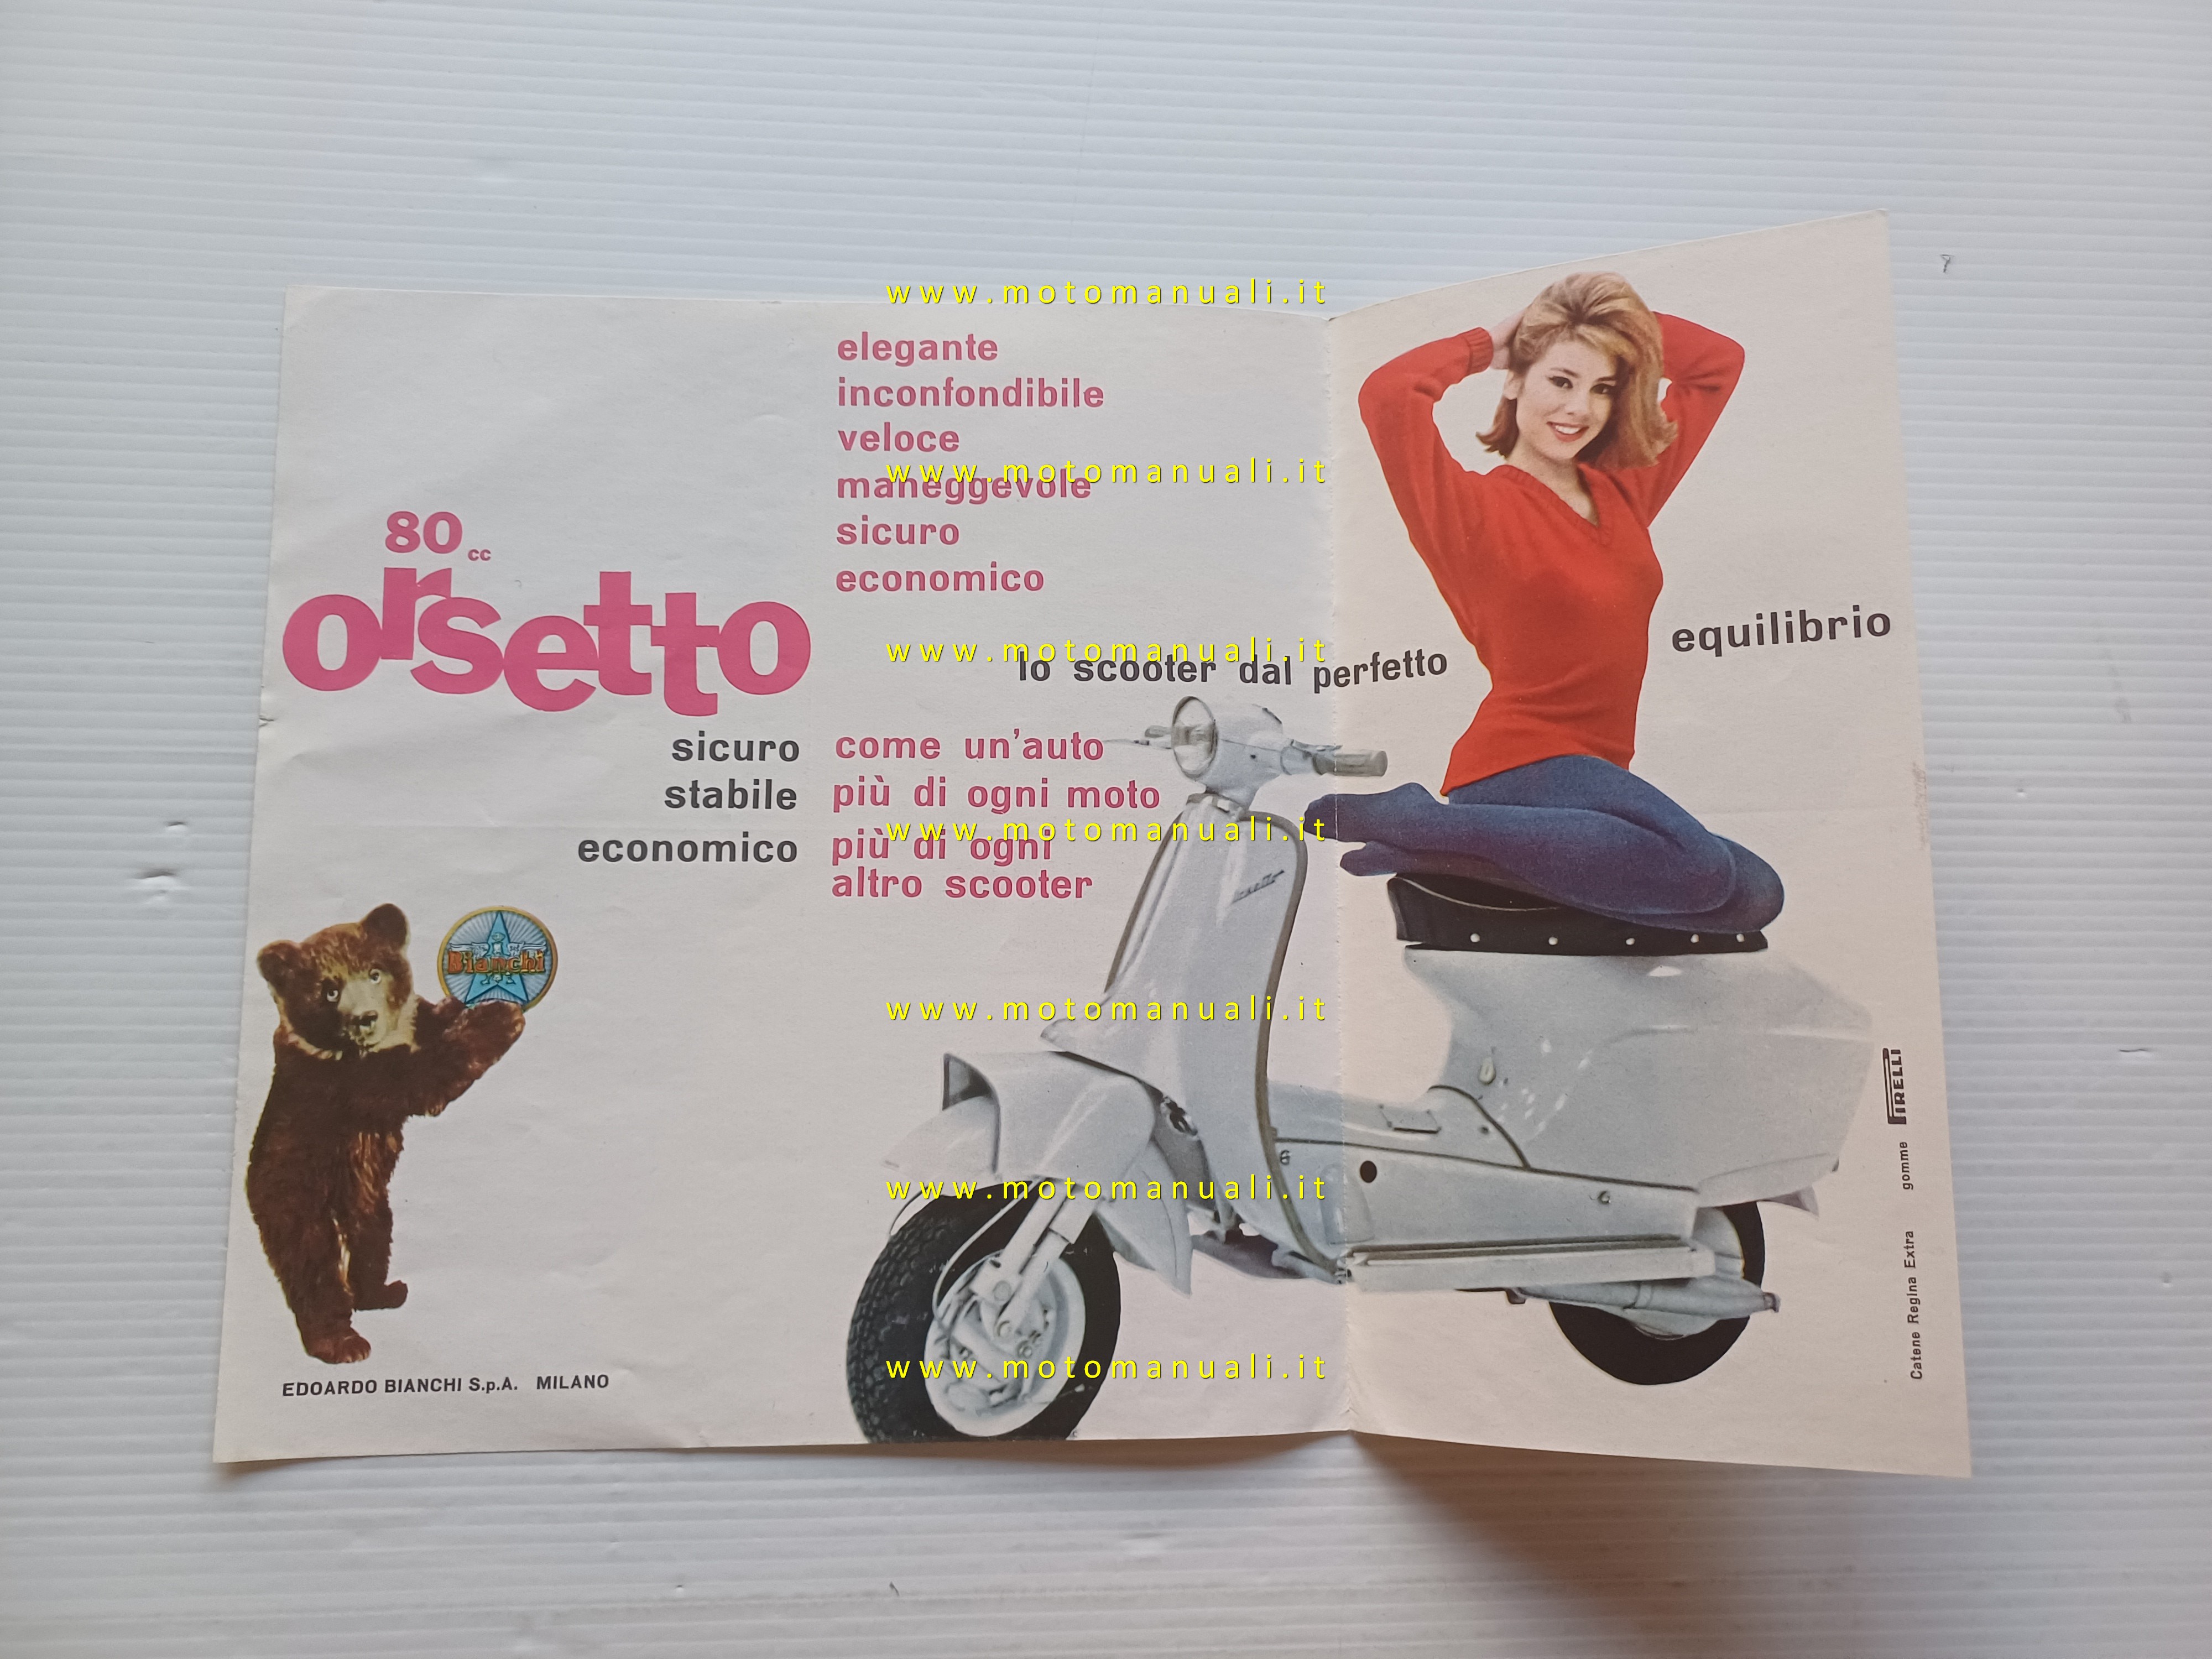 www.motomanuali.it
elegante
inconfondibile
veloce
www.motomanuali.it
maneggevole
sicuro
economico
80 cc
orsetto
www.motomanuali.it
lo scooter dal perfetto equilibrio
sicuro come un'auto
stabile più di ogni moto
www.motomanuali.it
economico più di ogni
altro scooter
orsetto
Bianchi
www.motomanuali.it
www.motomanuali.it
www.motomanuali.it
EDOARDO BIANCHI S.p.A. MILANO
Catene Regina Extra gomme PIRELLI